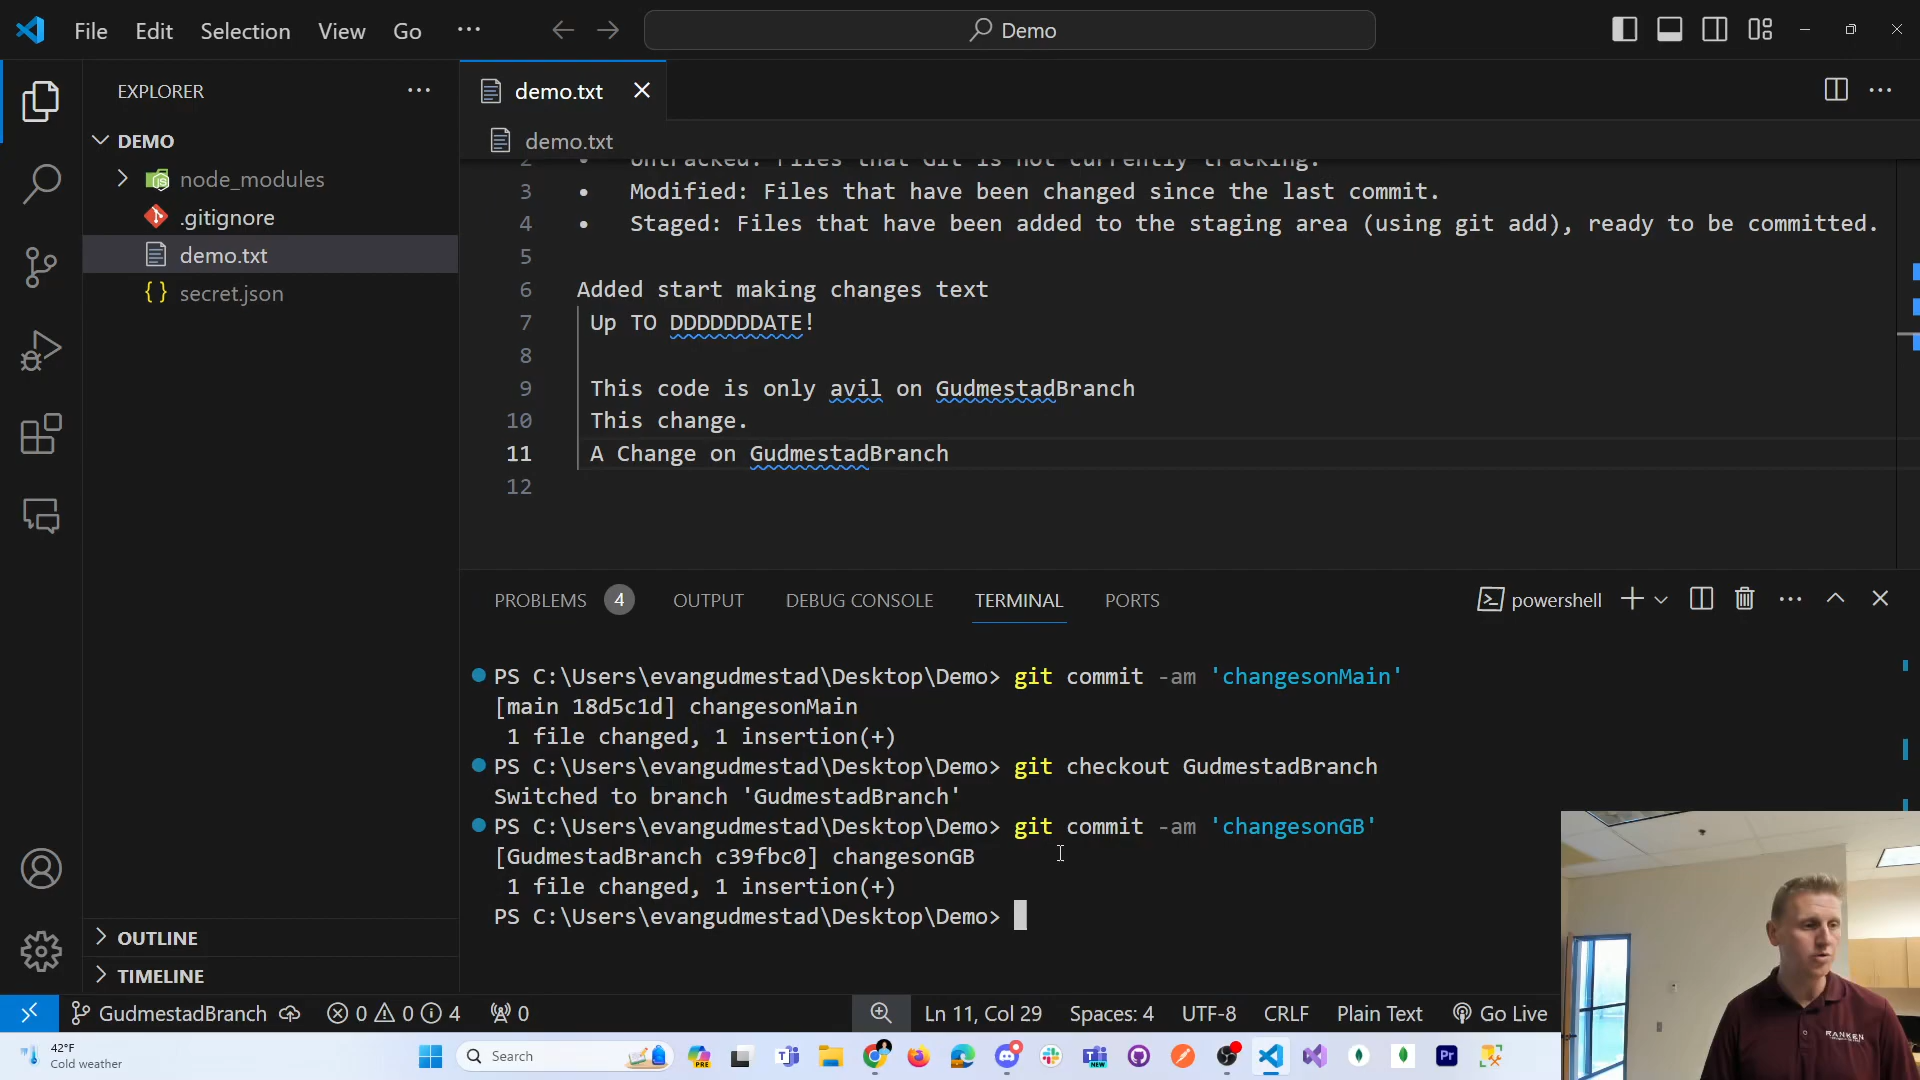 File Edit Selection View Go ···
Demo
EXPLORER
demo.txt
DEMO
node_modules
.gitignore
demo.txt
secret.json
demo.txt
2 • Untracked: Files that Git is not currently tracking.
3 • Modified: Files that have been changed since the last commit.
4 • Staged: Files that have been added to the staging area (using git add), ready to be committed.
5
6 Added start making changes text
7 Up TO DDDDDDDATE!
8
9 This code is only avil on GudmestadBranch
10 This change.
11 A Change on GudmestadBranch
12
PROBLEMS 4 OUTPUT DEBUG CONSOLE TERMINAL PORTS
powershell
PS C:\Users\evangudmestad\Desktop\Demo> git commit -am 'changesonMain'
[main 18d5c1d] changesonMain
1 file changed, 1 insertion(+)
PS C:\Users\evangudmestad\Desktop\Demo> git checkout GudmestadBranch
Switched to branch 'GudmestadBranch'
PS C:\Users\evangudmestad\Desktop\Demo> git commit -am 'changesonGB'
[GudmestadBranch c39fbc0] changesonGB
1 file changed, 1 insertion(+)
PS C:\Users\evangudmestad\Desktop\Demo>
OUTLINE
TIMELINE
GudmestadBranch 0 0 4 0 Ln 11, Col 29 Spaces: 4 UTF-8 CRLF Plain Text Go Live
RANKEN
42°F
Cold weather
Search
PRE
NEW
Pr